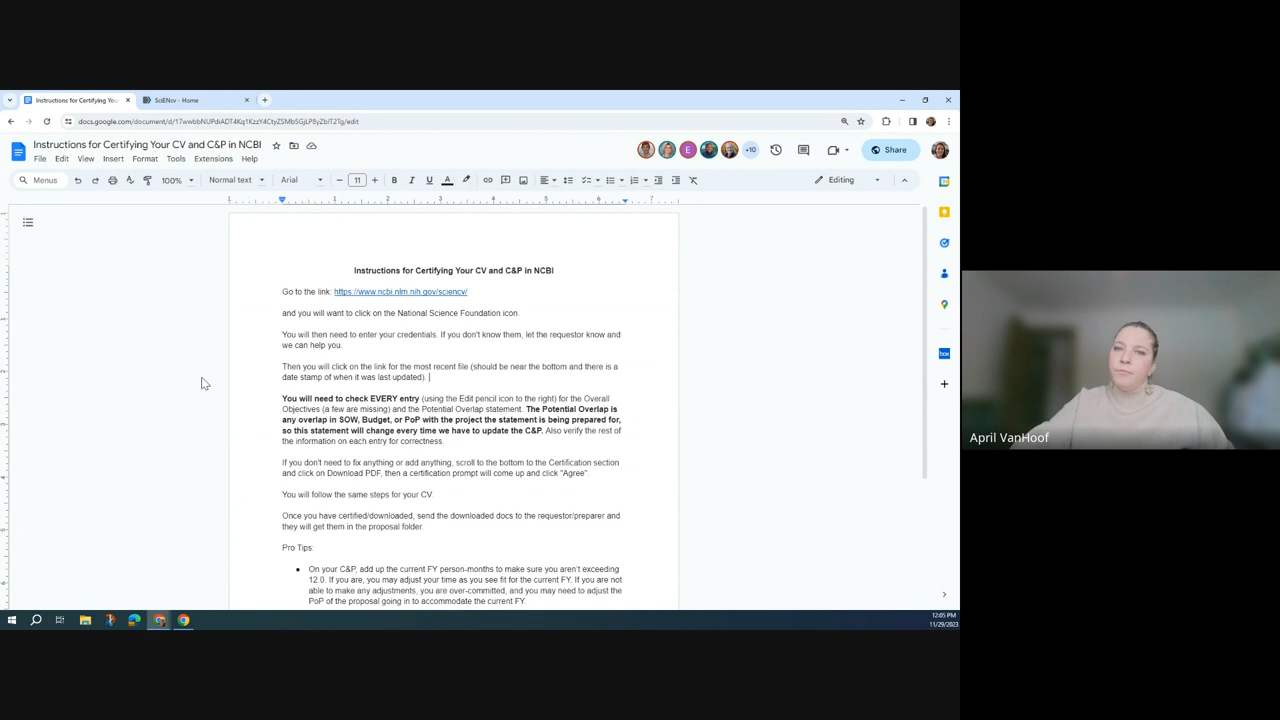 Instructions for Certifying You
SciENcv - Home
docs.google.com/document/d/17wwbbNUPdiADT4Kq1KzzY4CtyZSMb5GjLP8yZbIT2Tg/edit
Instructions for Certifying Your CV and C&P in NCBI
File Edit View Insert Format Tools Extensions Help
E
+10
Share
Menus
100%
Normal text
Arial
11
Editing
1 1 2 3 4 5 6 7
Instructions for Certifying Your CV and C&P in NCBI
Go to the link: https://www.ncbi.nlm.nih.gov/sciencv/
and you will want to click on the National Science Foundation icon.
You will then need to enter your credentials. If you don't know them, let the requestor know and
we can help you.
Then you will click on the link for the most recent file (should be near the bottom and there is a
date stamp of when it was last updated).
You will need to check EVERY entry (using the Edit pencil icon to the right) for the Overall
Objectives (a few are missing) and the Potential Overlap statement. The Potential Overlap is
any overlap in SOW, Budget, or PoP with the project the statement is being prepared for,
so this statement will change every time we have to update the C&P. Also verify the rest of
the information on each entry for correctness.
If you don't need to fix anything or add anything, scroll to the bottom to the Certification section
and click on Download PDF, then a certification prompt will come up and click "Agree".
You will follow the same steps for your CV.
Once you have certified/downloaded, send the downloaded docs to the requestor/preparer and
they will get them in the proposal folder.
Pro Tips:
● On your C&P, add up the current FY person-months to make sure you aren't exceeding
12.0. If you are, you may adjust your time as you see fit for the current FY. If you are not
able to make any adjustments, you are over-committed, and you may need to adjust the
PoP of the proposal going in to accommodate the current FY.
box
April VanHoof
12:05 PM
11/29/2023